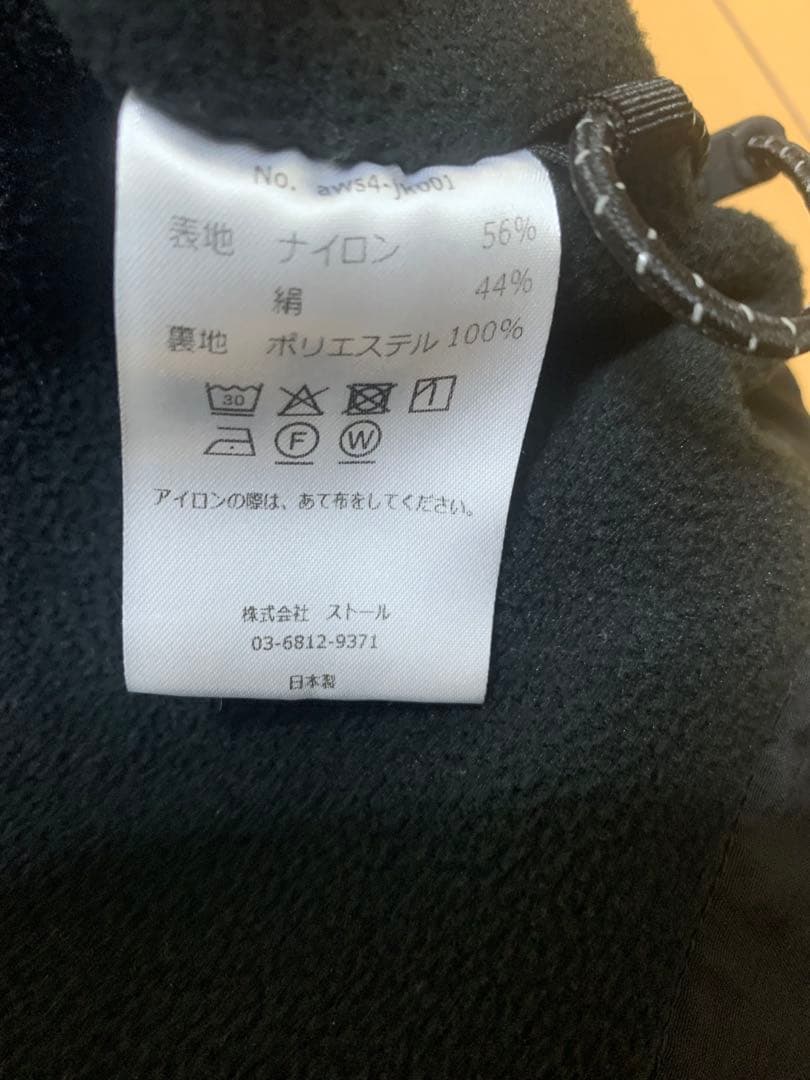 No. aws4-jk001
表地 ナイロン 56%
絹 44%
裏地 ポリエステル 100%
30
F W
アイロンの際は、あて布をしてください。
株式会社 ストール
03-6812-9371
日本製